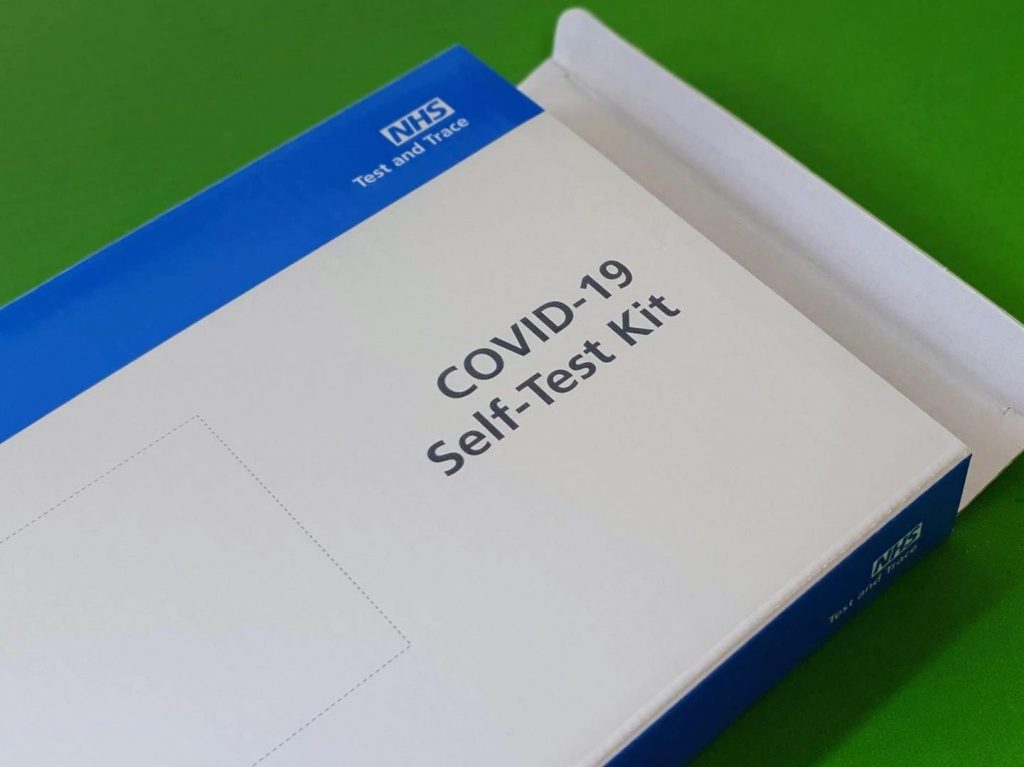 NHS
Test and Trace
COVID-19
Self-Test Kit
NHS
Test and Trace